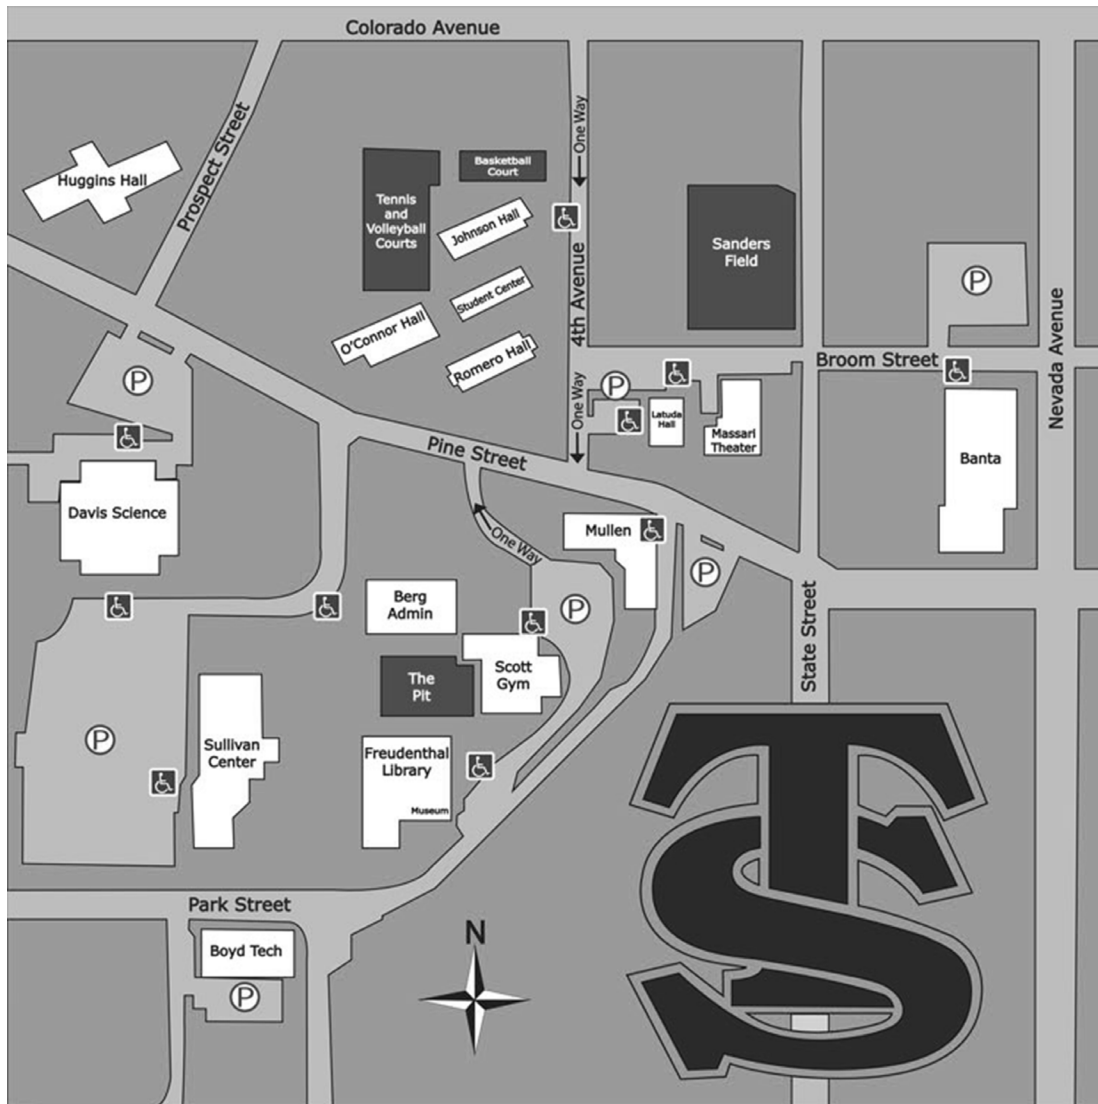 Colorado Avenue
Prospect Street
One Way
Huggins Hall
Tennis
and
Volleyball
Courts
Basketball
Court
Johnson Hall
Student Center
O'Connor Hall
Romero Hall
4th Avenue
Sanders
Field
P
Nevada Avenue
Broom Street
P
P
One Way
Latuda
Hall
Massari
Theater
Banta
Pine Street
Davis Science
One Way
Mullen
P
Berg
Admin
P
State Street
The
Pit
Scott
Gym
P
Sullivan
Center
Freudenthal
Library
Museum
TS
Park Street
Boyd Tech
P
N